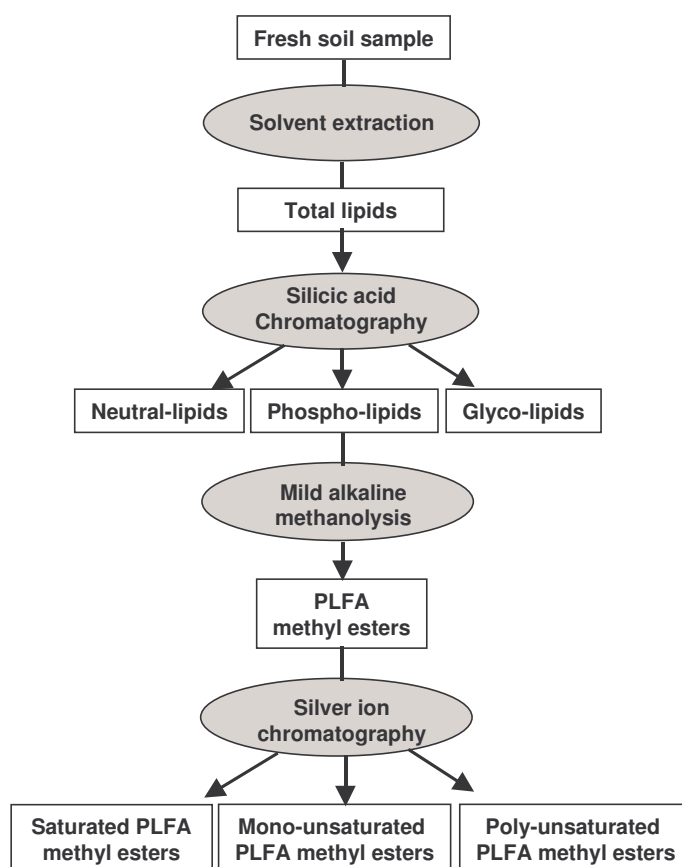 Fresh soil sample
Solvent extraction
Total lipids
Silicic acid
Chromatography
Neutral-lipids
Phospho-lipids
Glyco-lipids
Mild alkaline
methanolysis
PLFA
methyl esters
Silver ion
chromatography
Saturated PLFA
methyl esters
Mono-unsaturated
PLFA methyl esters
Poly-unsaturated
PLFA methyl esters